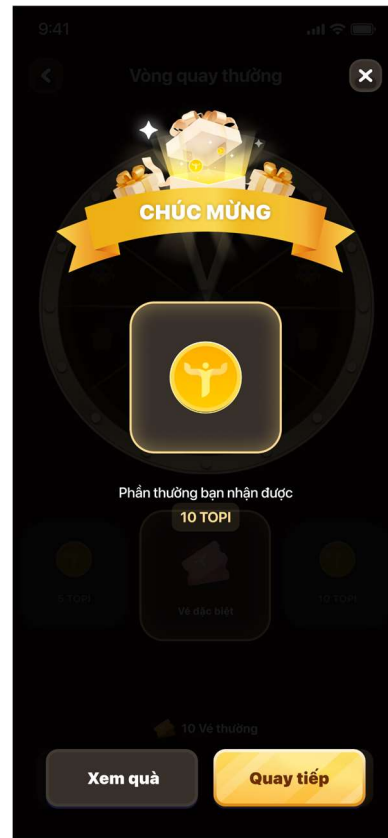 9:41
Vòng quay thưởng
CHÚC MỪNG
Phần thưởng bạn nhận được
10 TOPI
5 TOPI
Vé đặc biệt
10 TOPI
10 Vé thường
Xem quà
Quay tiếp